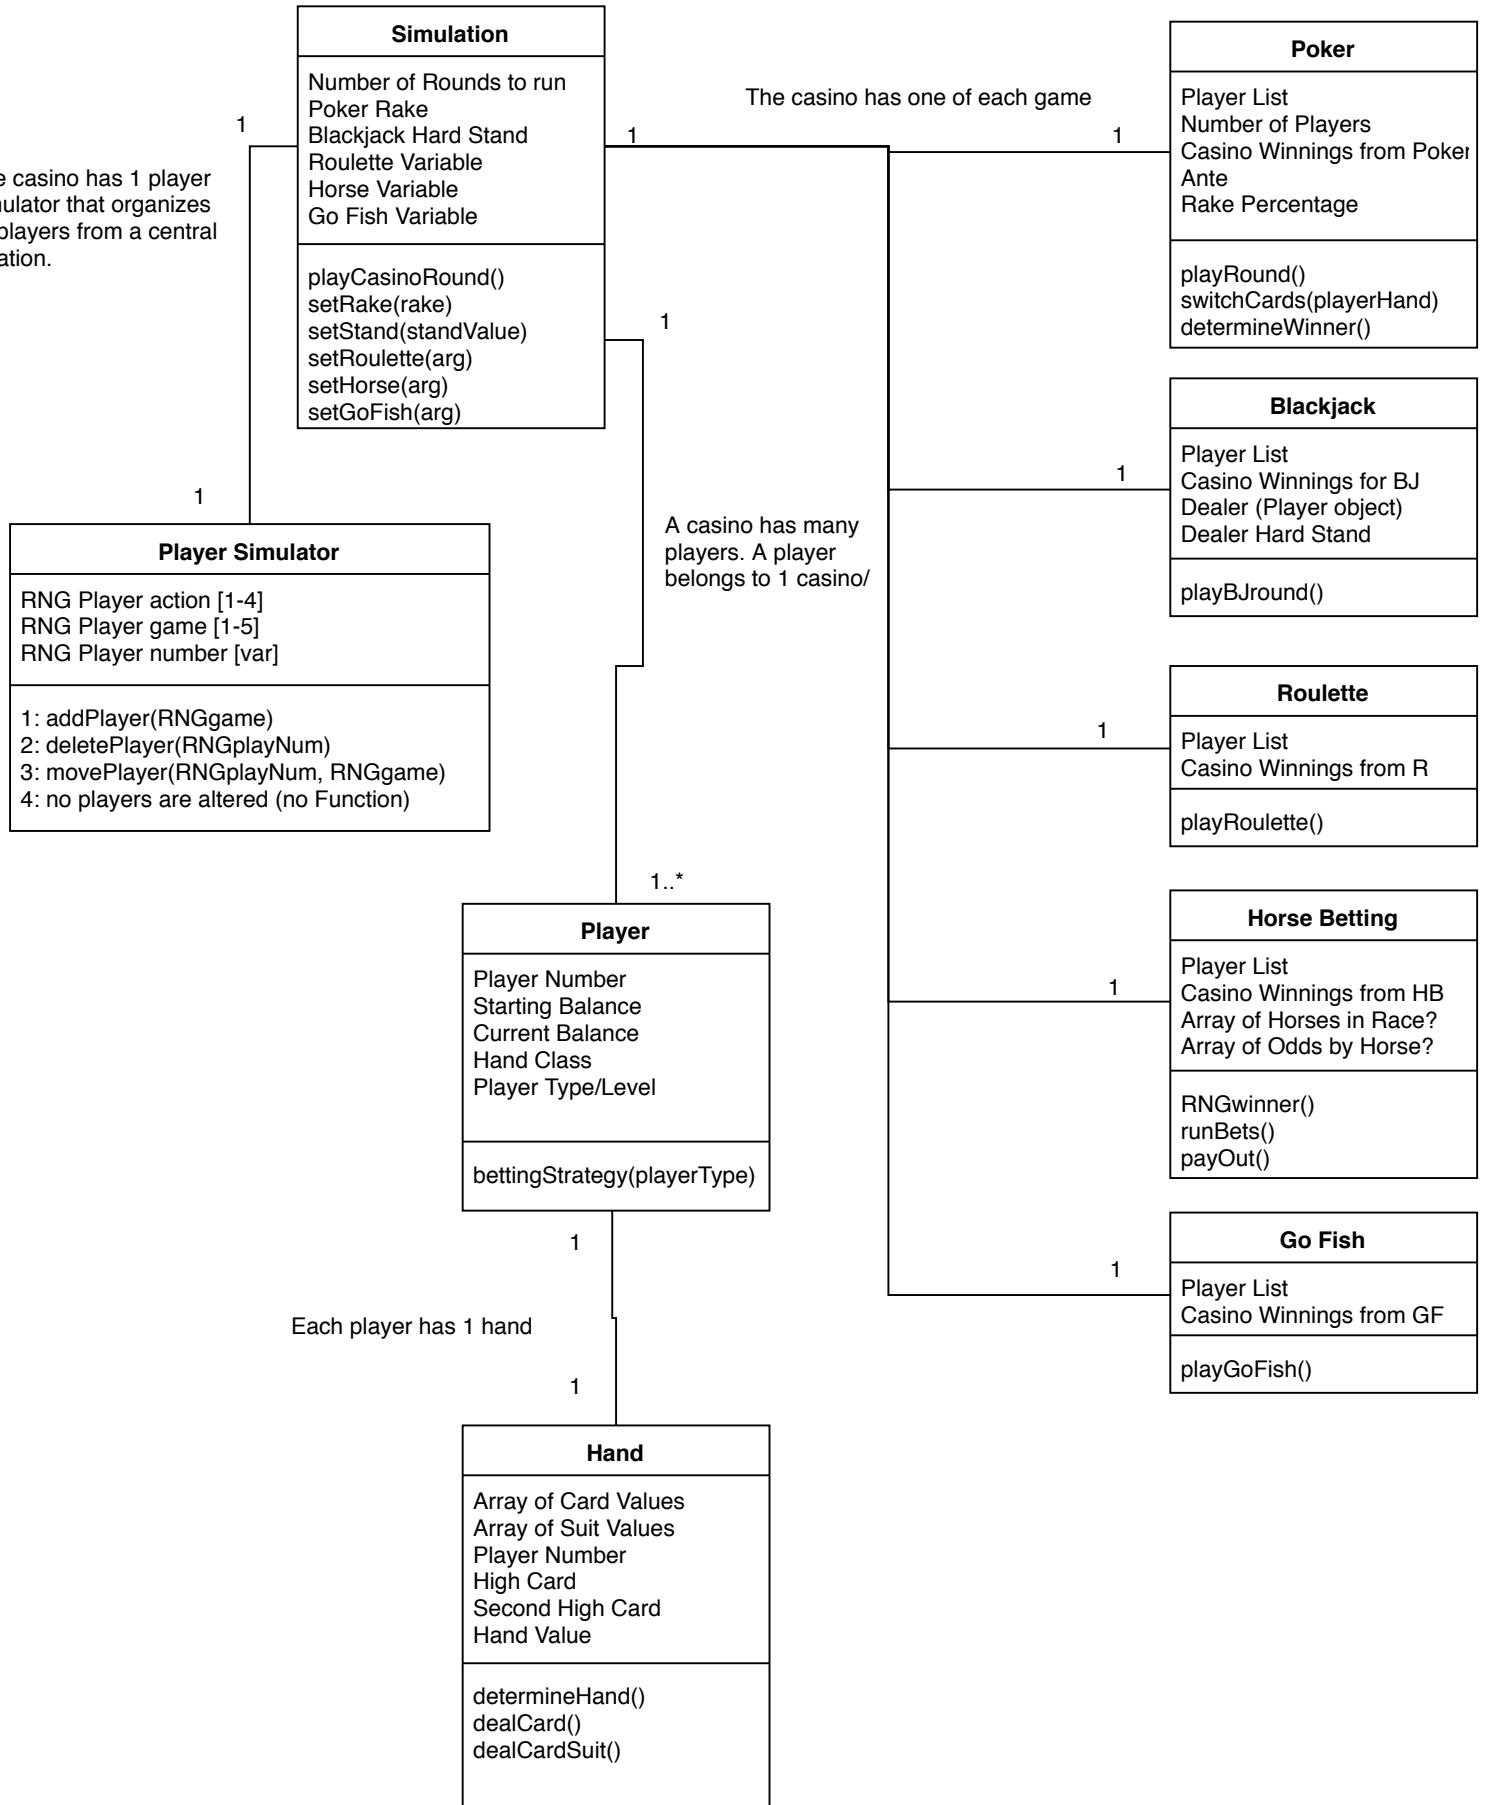 Simulation
Number of Rounds to run
Poker Rake
Blackjack Hard Stand
Roulette Variable
Horse Variable
Go Fish Variable
playCasinoRound()
setRake(rake)
setStand(standValue)
setRoulette(arg)
setHorse(arg)
setGoFish(arg)
1
casino has 1 player
that organizes
players from a central
1
Player Simulator
RNG Player action [1-4]
RNG Player game [1-5]
RNG Player number [var]
1: addPlayer(RNGgame)
2: deletePlayer(RNGplayNum)
3: movePlayer(RNGplayNum, RNGgame)
4: no players are altered (no Function)
The casino has one of each game
1
1
Poker
Player List
Number of Players
Casino Winnings from Poker
Ante
Rake Percentage
playRound()
switchCards(playerHand)
determineWinner()
1
A casino has many
players. A player
belongs to 1 casino/
1..*
1
Blackjack
Player List
Casino Winnings for BJ
Dealer (Player object)
Dealer Hard Stand
playBJround()
1
Roulette
Player List
Casino Winnings from R
playRoulette()
1
Horse Betting
Player List
Casino Winnings from HB
Array of Horses in Race?
Array of Odds by Horse?
RNGwinner()
runBets()
payOut()
1
Go Fish
Player List
Casino Winnings from GF
playGoFish()
Player
Player Number
Starting Balance
Current Balance
Hand Class
Player Type/Level
bettingStrategy(playerType)
1
Each player has 1 hand
1
Hand
Array of Card Values
Array of Suit Values
Player Number
High Card
Second High Card
Hand Value
determineHand()
dealCard()
dealCardSuit()